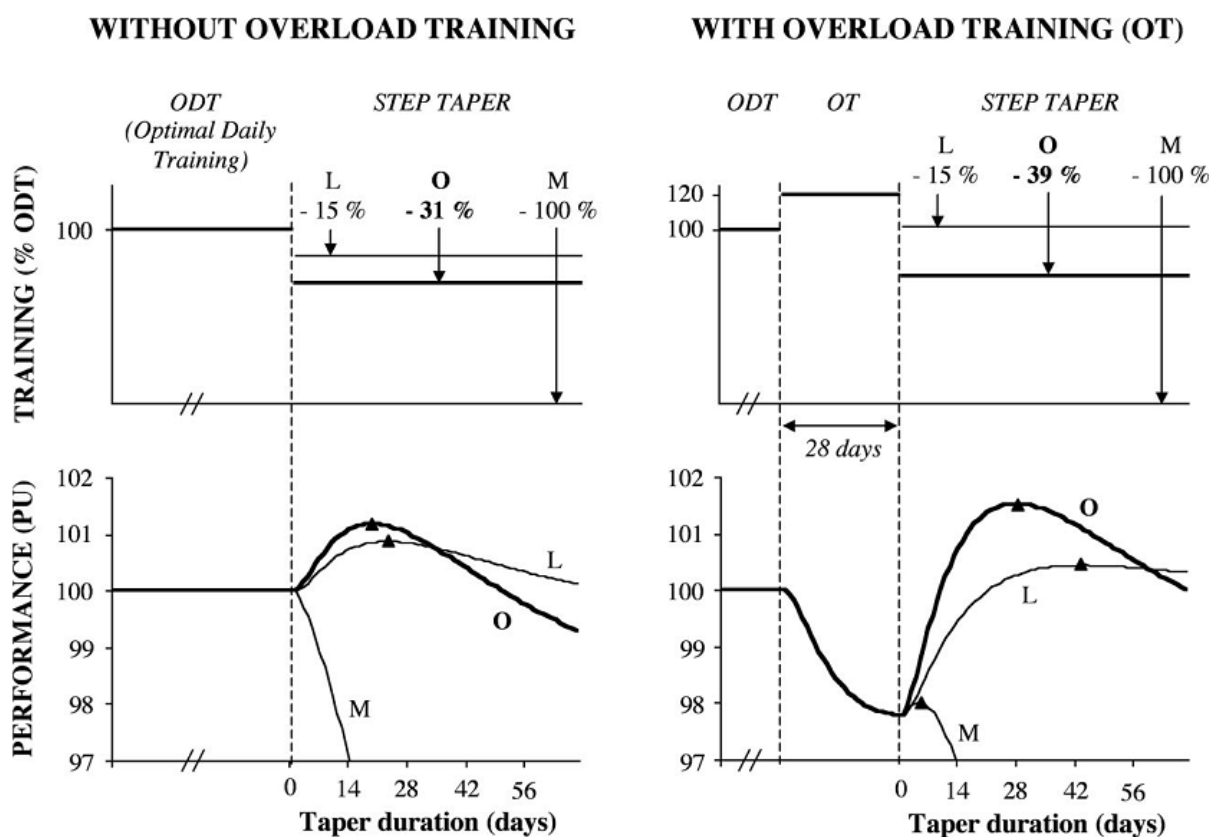 WITHOUT OVERLOAD TRAINING
ODT
(Optimal Daily
Training)
STEP TAPER
L
- 15 %
O
- 31 %
M
- 100 %
TRAINING (% ODT)
100
PERFORMANCE (PU)
102
101
100
99
98
97
L
O
M
0 14 28 42 56
Taper duration (days)
WITH OVERLOAD TRAINING (OT)
ODT OT STEP TAPER
L
- 15 %
O
- 39 %
M
- 100 %
120
100
28 days
102
101
100
99
98
97
O
L
M
0 14 28 42 56
Taper duration (days)